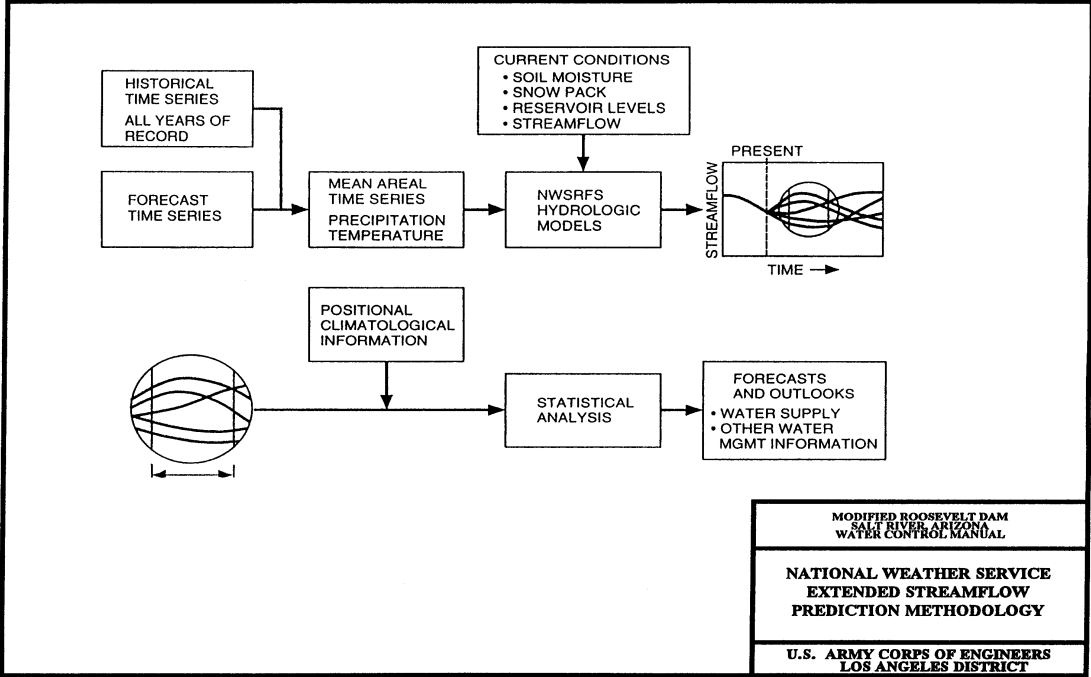 HISTORICAL
TIME SERIES
ALL YEARS OF
RECORD
FORECAST
TIME SERIES
MEAN AREAL
TIME SERIES
PRECIPITATION
TEMPERATURE
CURRENT CONDITIONS
• SOIL MOISTURE
• SNOW PACK
• RESERVOIR LEVELS
• STREAMFLOW
NWSRFS
HYDROLOGIC
MODELS
PRESENT
STREAMFLOW
TIME
POSITIONAL
CLIMATOLOGICAL
INFORMATION
STATISTICAL
ANALYSIS
FORECASTS
AND OUTLOOKS
• WATER SUPPLY
• OTHER WATER
MGMT INFORMATION
MODIFIED ROOSEVELT DAM
SALT RIVER, ARIZONA
WATER CONTROL MANUAL
NATIONAL WEATHER SERVICE
EXTENDED STREAMFLOW
PREDICTION METHODOLOGY
U.S. ARMY CORPS OF ENGINEERS
LOS ANGELES DISTRICT